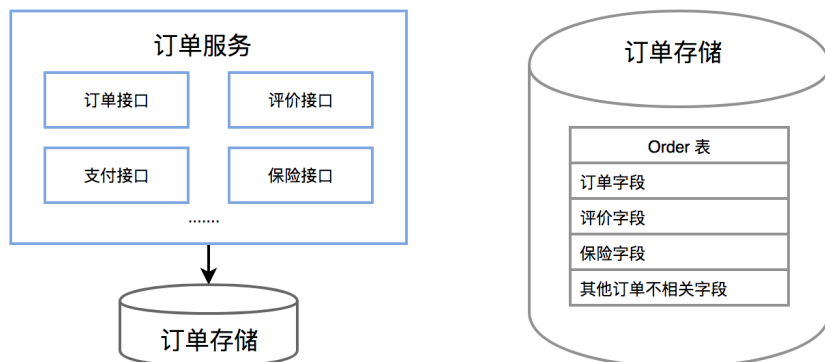 订单服务
订单接口
评价接口
支付接口
保险接口
.......
订单存储
订单存储
Order 表
订单字段
评价字段
保险字段
其他订单不相关字段